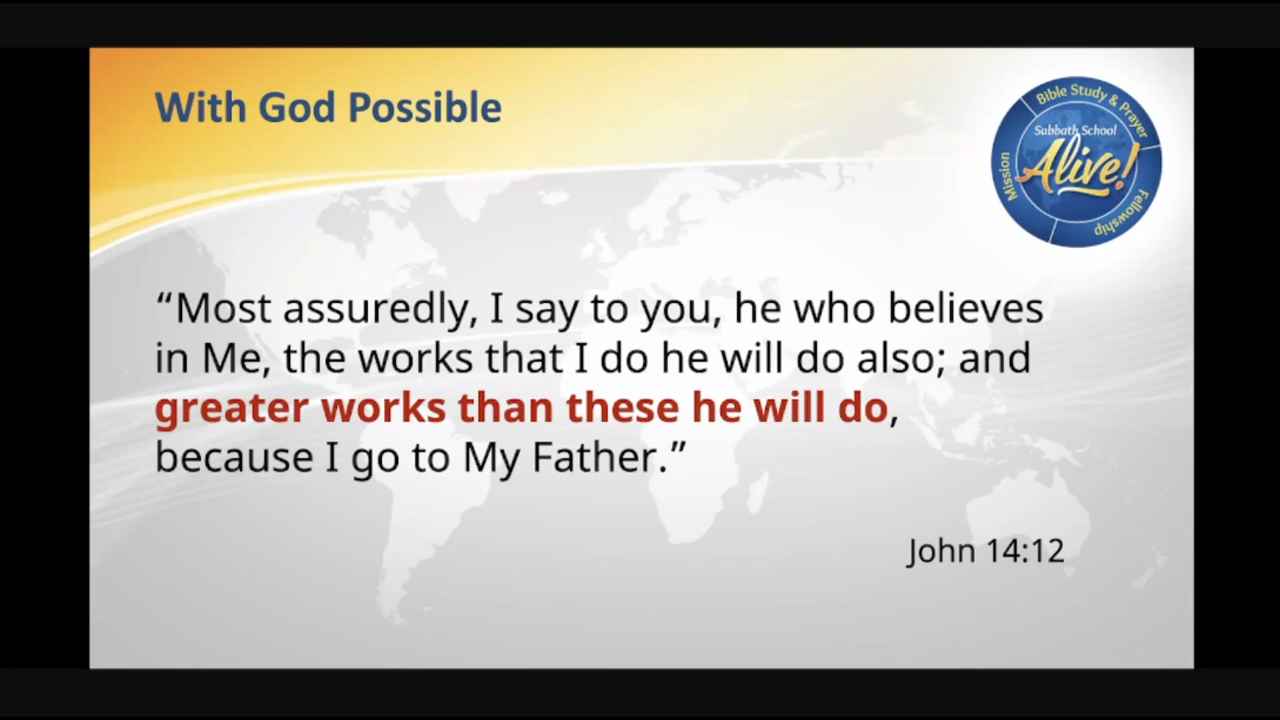 With God Possible
Bible Study & Prayer
Sabbath School
Alive!
Mission
Fellowship
“Most assuredly, I say to you, he who believes
in Me, the works that I do he will do also; and
greater works than these he will do,
because I go to My Father.”
John 14:12